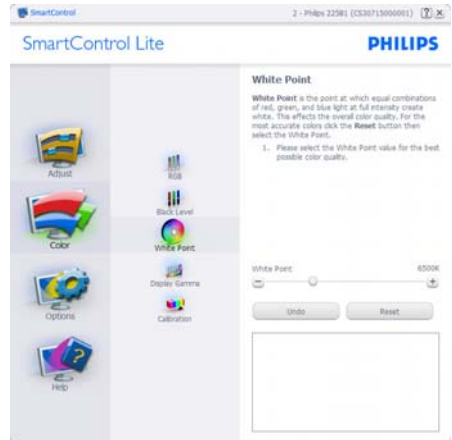 SmartControl
2 - Philips 225B1 (CS30715000001)
SmartControl Lite
PHILIPS
Adjust
Color
Options
Help
RGB
Black Level
White Point
Display Gamma
Calibration
White Point
White Point is the point at which equal combinations
of red, green, and blue light at full intensity create
white. This effects the overall color quality. For the
most accurate colors click the Reset button then
select the White Point.
1. Please select the White Point value for the best
possible color quality.
White Point 6500K
Undo Reset